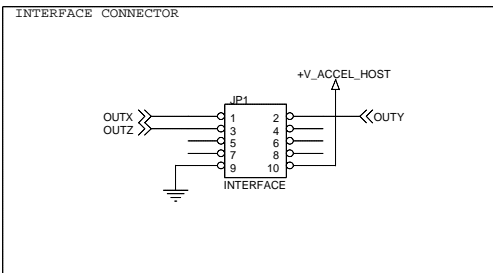 INTERFACE CONNECTOR
+V_ACCEL_HOST
JP1
OUTX 1 2 OUTY
OUTZ 3 4
5 6
7 8
9 10
INTERFACE